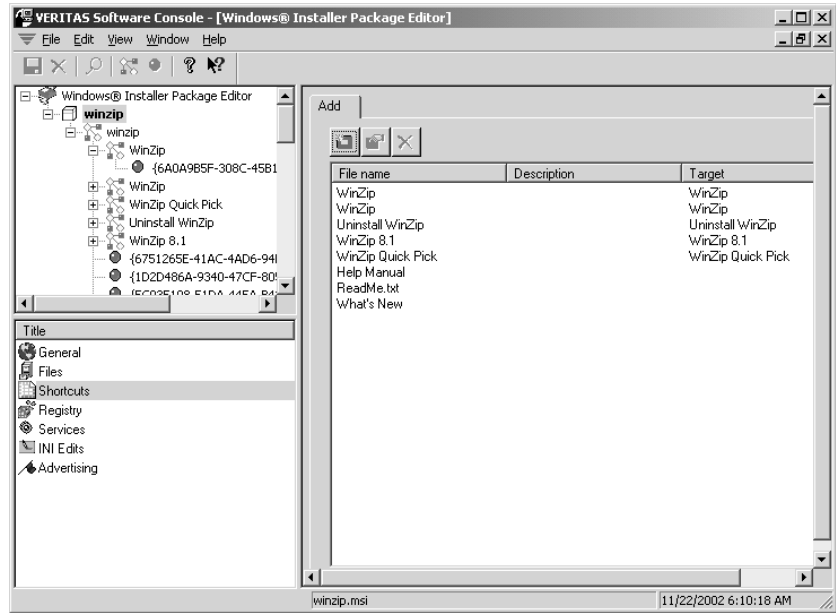 VERITAS Software Console - [Windows® Installer Package Editor]
File Edit View Window Help
Windows® Installer Package Editor
winzip
winzip
WinZip
{6A0A9B5F-308C-45B1
WinZip
WinZip Quick Pick
Uninstall WinZip
WinZip 8.1
{6751265E-41AC-4AD6-94
{1D2D486A-9340-47CF-80
Title
General
Files
Shortcuts
Registry
Services
INI Edits
Advertising
Add
File name Description Target
WinZip WinZip
WinZip WinZip
Uninstall WinZip Uninstall WinZip
WinZip 8.1 WinZip 8.1
WinZip Quick Pick WinZip Quick Pick
Help Manual
ReadMe.txt
What's New
winzip.msi 11/22/2002 6:10:18 AM